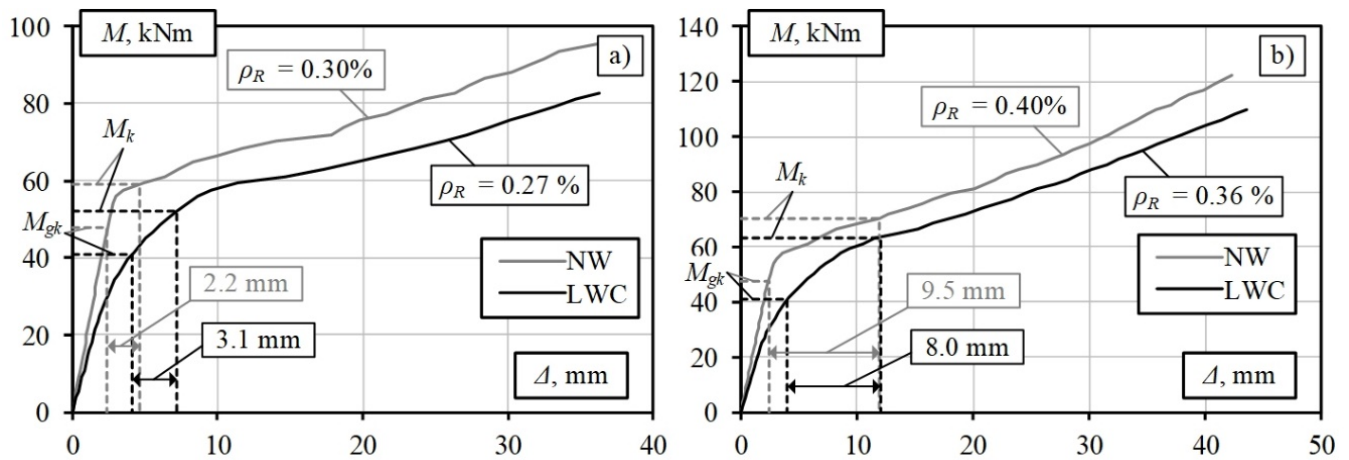 100
80
60
40
20
0
M, kNm
a)
ρR = 0.30%
Mk
ρR = 0.27 %
Mgk
NW
LWC
2.2 mm
3.1 mm
Δ, mm
0 10 20 30 40
140
120
100
80
60
40
20
0
M, kNm
b)
ρR = 0.40%
Mk
ρR = 0.36 %
Mgk
NW
LWC
9.5 mm
8.0 mm
Δ, mm
0 10 20 30 40 50